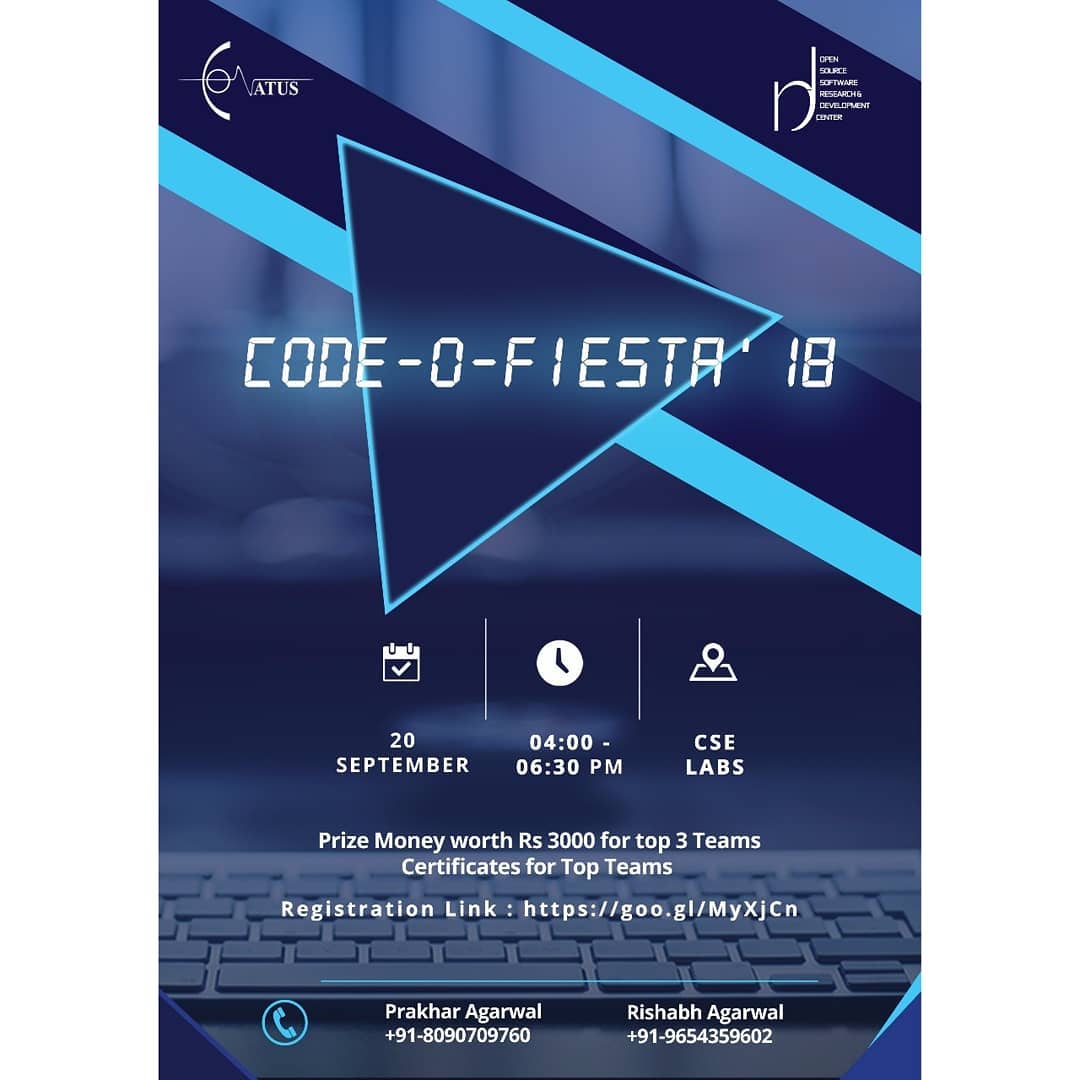 CONATUS
OPEN
SOURCE
SOFTWARE
RESEARCH &
DEVELOPMENT
CENTER
CODE-O-FIESTA'18
20
SEPTEMBER
04:00 -
06:30 PM
CSE
LABS
Prize Money worth Rs 3000 for top 3 Teams
Certificates for Top Teams
Registration Link : https://goo.gl/MyXjCn
Prakhar Agarwal
+91-8090709760
Rishabh Agarwal
+91-9654359602